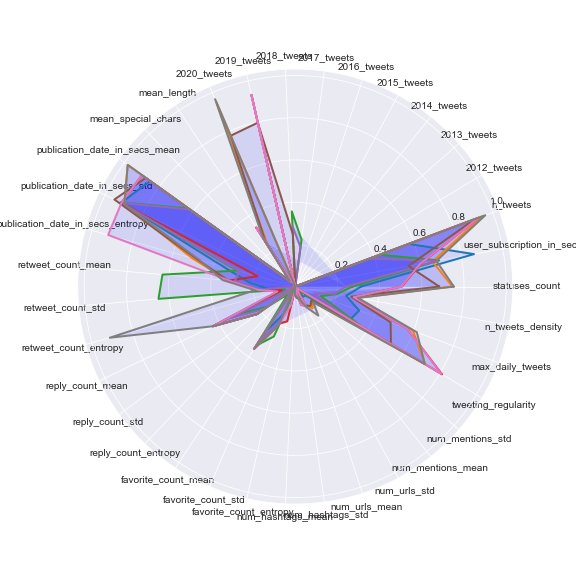 2018_tweets
2017_tweets
2019_tweets
2016_tweets
2020_tweets
2015_tweets
mean_length
2014_tweets
mean_special_chars
2013_tweets
publication_date_in_secs_mean
2012_tweets
publication_date_in_secs_std
1.0
n_tweets
0.8
publication_date_in_secs_entropy
0.6
user_subscription_in_sec
0.4
retweet_count_mean
0.2
statuses_count
retweet_count_std
n_tweets_density
retweet_count_entropy
max_daily_tweets
reply_count_mean
tweeting_regularity
reply_count_std
num_mentions_std
reply_count_entropy
num_mentions_mean
favorite_count_mean
num_urls_std
favorite_count_std
num_urls_mean
favorite_count_entropy
num_hashtags_std
num_hashtags_mean